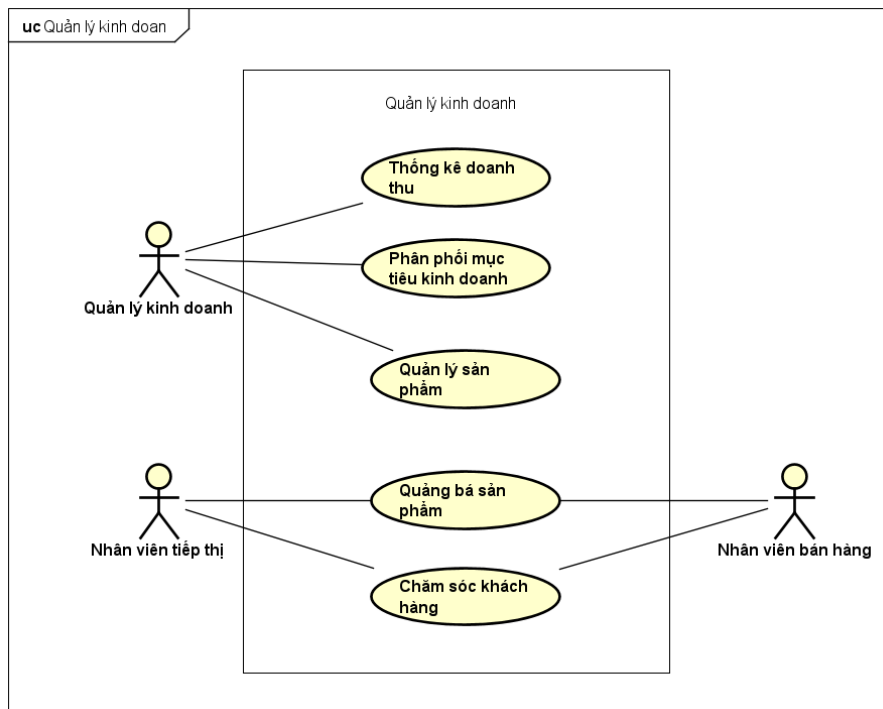 uc Quản lý kinh doan
Quản lý kinh doanh
Thống kê doanh
thu
Phân phối mục
tiêu kinh doanh
Quản lý kinh doanh
Quản lý sản
phẩm
Quảng bá sản
phẩm
Nhân viên tiếp thị
Nhân viên bán hàng
Chăm sóc khách
hàng